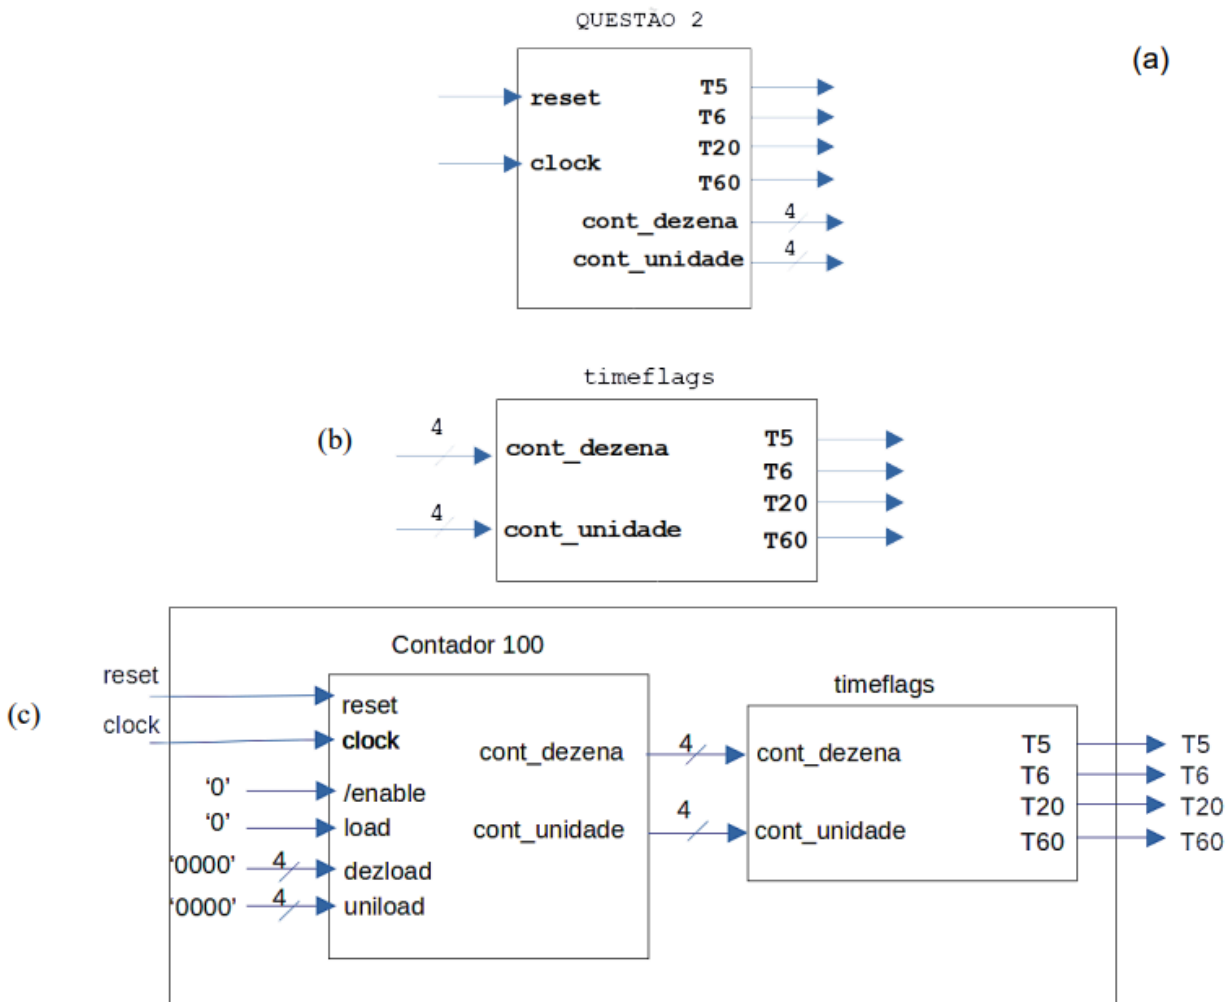 QUESTÃO 2
(a)
reset
T5
T6
clock
T20
T60
cont_dezena
4
cont_unidade
4
timeflags
(b)
4
cont_dezena
T5
T6
4
cont_unidade
T20
T60
(c)
Contador 100
timeflags
reset
reset
clock
clock
cont_dezena
4
cont_dezena
T5
T5
T6
T6
'0'
/enable
'0'
load
cont_unidade
4
cont_unidade
T20
T20
T60
T60
'0000'
4
dezload
'0000'
4
uniload